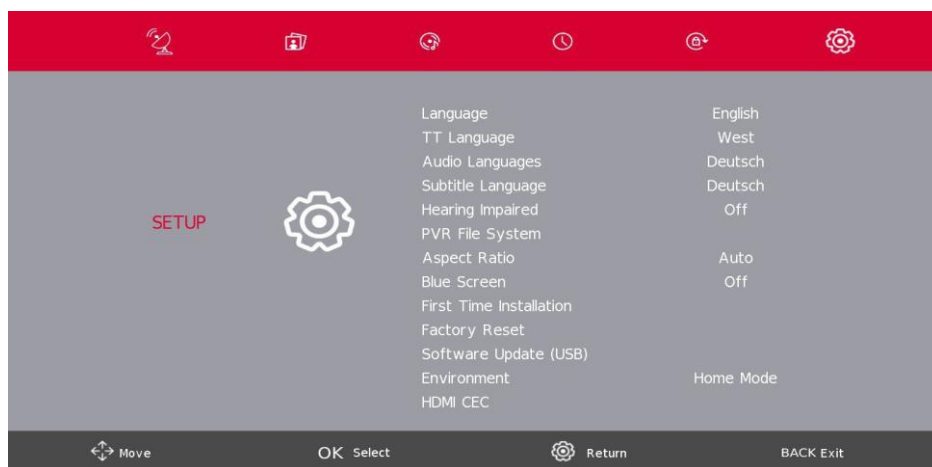 Language English
TT Language West
Audio Languages Deutsch
Subtitle Language Deutsch
SETUP
Hearing Impaired Off
PVR File System
Aspect Ratio Auto
Blue Screen Off
First Time Installation
Factory Reset
Software Update (USB)
Environment Home Mode
HDMI CEC
Move OK Select Return BACK Exit